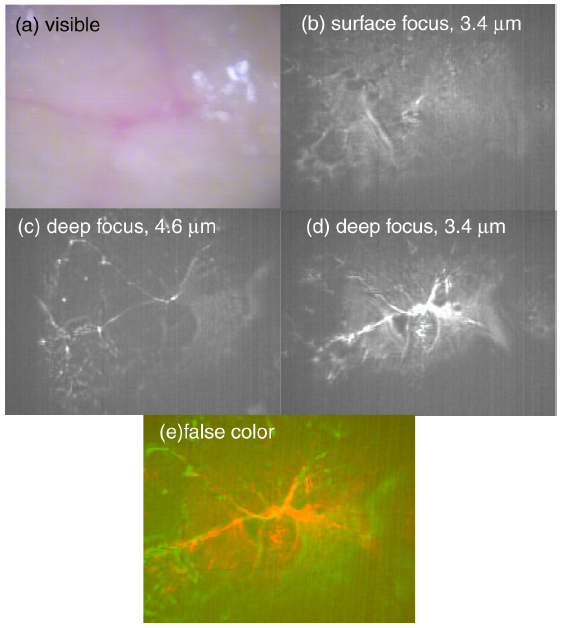 (a) visible
(b) surface focus, 3.4 μm
(c) deep focus, 4.6 μm
(d) deep focus, 3.4 μm
(e)false color